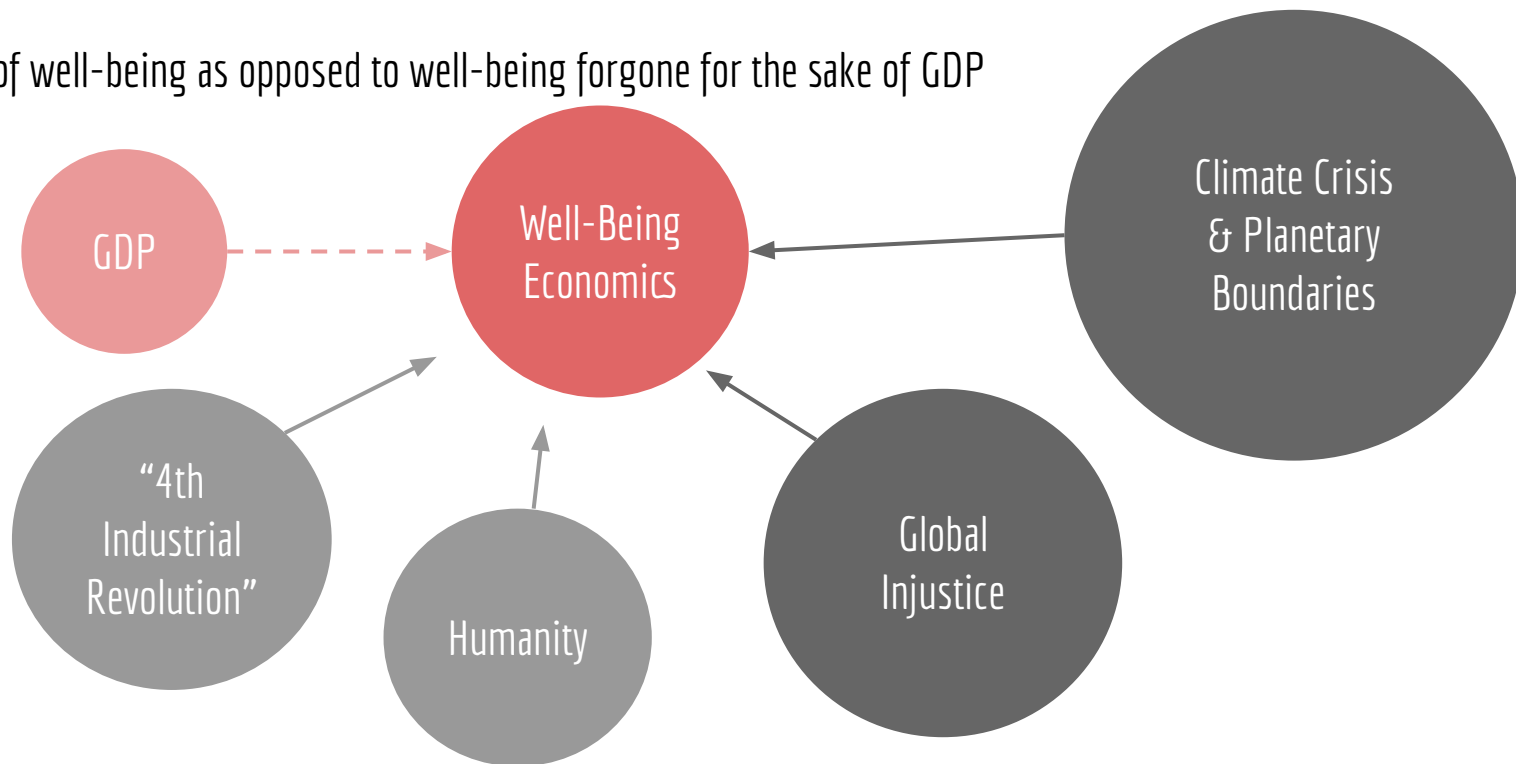 of well-being as opposed to well-being forgone for the sake of GDP
GDP
Well-Being
Economics
Climate Crisis
& Planetary
Boundaries
“4th
Industrial
Revolution”
Humanity
Global
Injustice